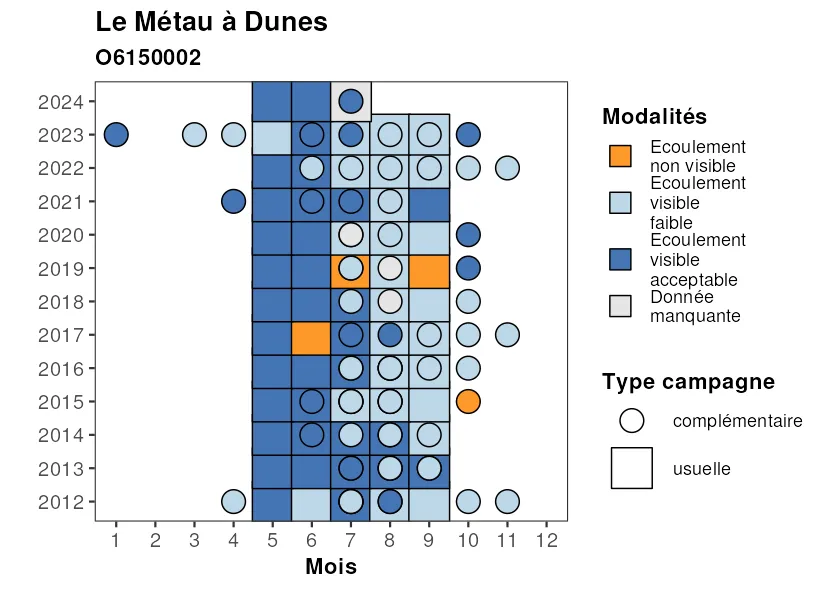 Le Métau à Dunes
O6150002
2024
2023
2022
2021
2020
2019
2018
2017
2016
2015
2014
2013
2012
1 2 3 4 5 6 7 8 9 10 11 12
Mois
Modalités
Ecoulement
non visible
Ecoulement
visible
faible
Ecoulement
visible
acceptable
Donnée
manquante
Type campagne
complémentaire
usuelle